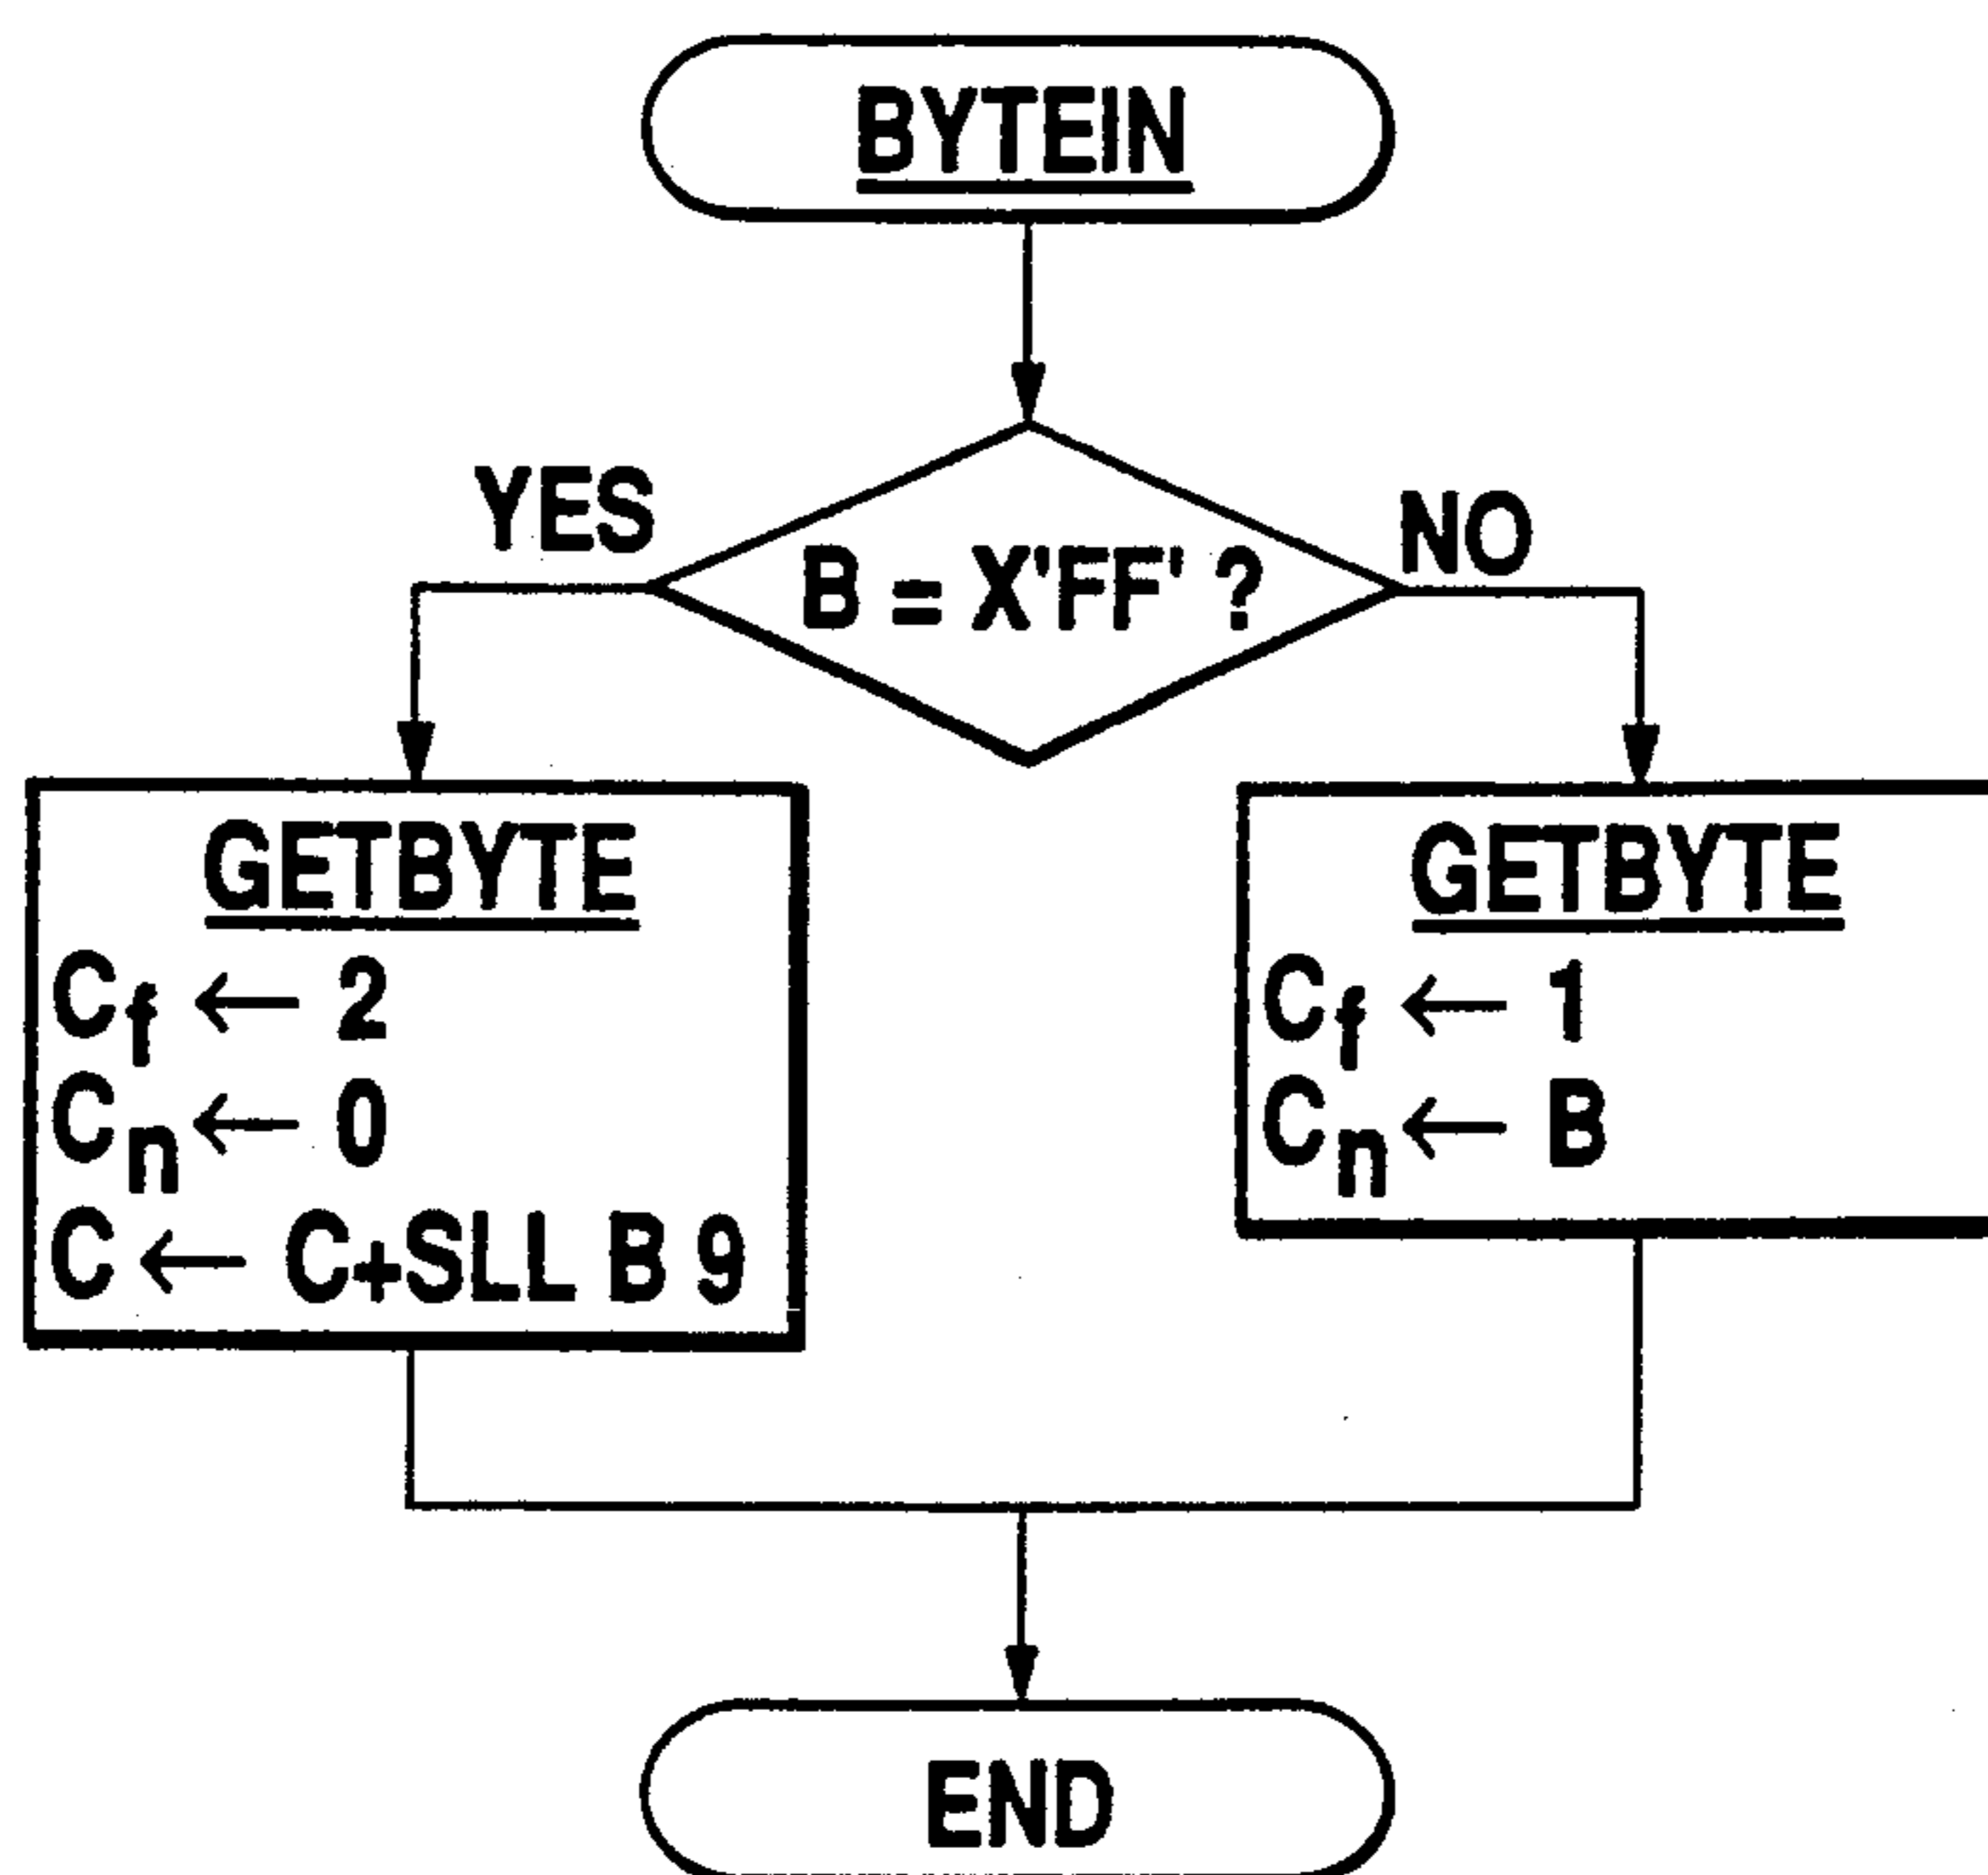 BYTEIN
YES
B = X'FF' ?
NO
GETBYTE
Cf ← 2
Cn ← 0
C ← C+SLL B 9
GETBYTE
Cf ← 1
Cn ← B
END